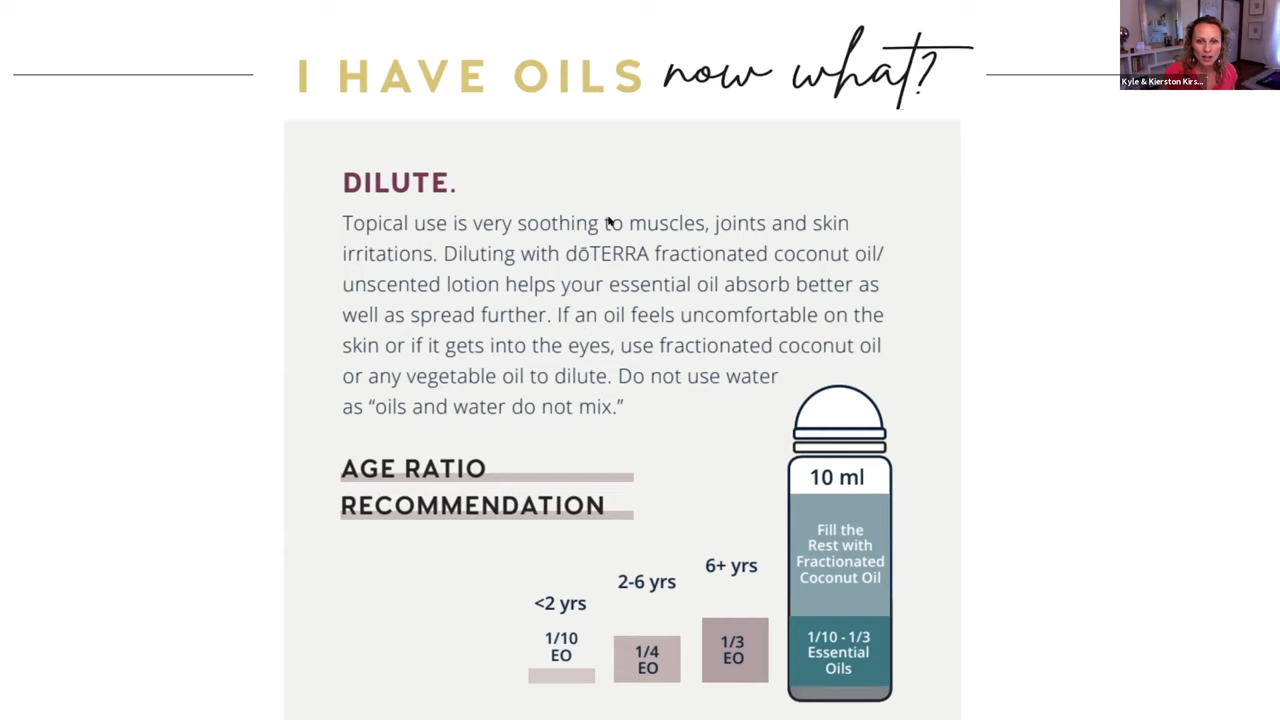 I HAVE OILS now what?
Kyle & Kierston Kirs...
DILUTE.
Topical use is very soothing to muscles, joints and skin
irritations. Diluting with dōTERRA fractionated coconut oil/
unscented lotion helps your essential oil absorb better as
well as spread further. If an oil feels uncomfortable on the
skin or if it gets into the eyes, use fractionated coconut oil
or any vegetable oil to dilute. Do not use water
as “oils and water do not mix.”
AGE RATIO
RECOMMENDATION
<2 yrs
1/10
EO
2-6 yrs
1/4
EO
6+ yrs
1/3
EO
10 ml
Fill the
Rest with
Fractionated
Coconut Oil
1/10 - 1/3
Essential
Oils